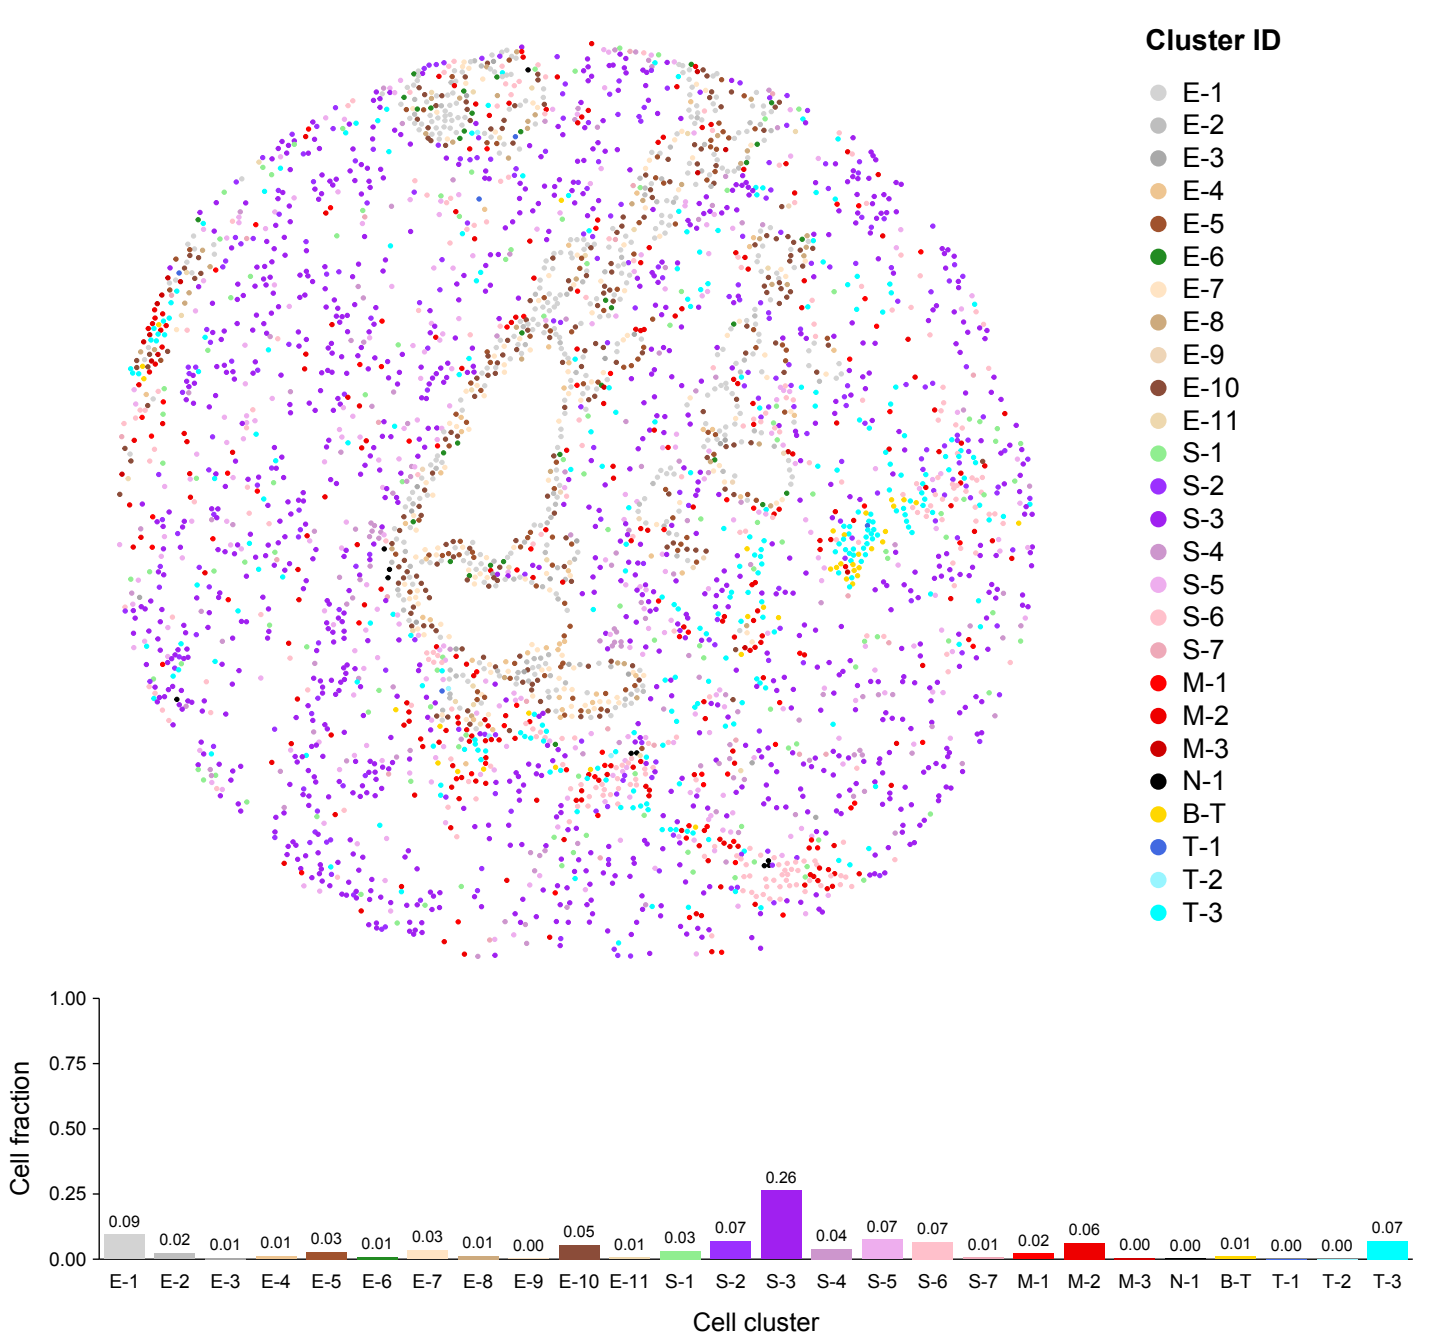 Cluster ID
E-1
E-2
E-3
E-4
E-5
E-6
E-7
E-8
E-9
E-10
E-11
S-1
S-2
S-3
S-4
S-5
S-6
S-7
M-1
M-2
M-3
N-1
B-T
T-1
T-2
T-3
Cell fraction
1.00
0.75
0.50
0.25
0.00
0.09 0.02 0.01 0.01 0.03 0.01 0.03 0.01 0.00 0.05 0.01 0.03 0.07 0.26 0.04 0.07 0.07 0.01 0.02 0.06 0.00 0.00 0.01 0.00 0.00 0.07
E-1 E-2 E-3 E-4 E-5 E-6 E-7 E-8 E-9 E-10 E-11 S-1 S-2 S-3 S-4 S-5 S-6 S-7 M-1 M-2 M-3 N-1 B-T T-1 T-2 T-3
Cell cluster